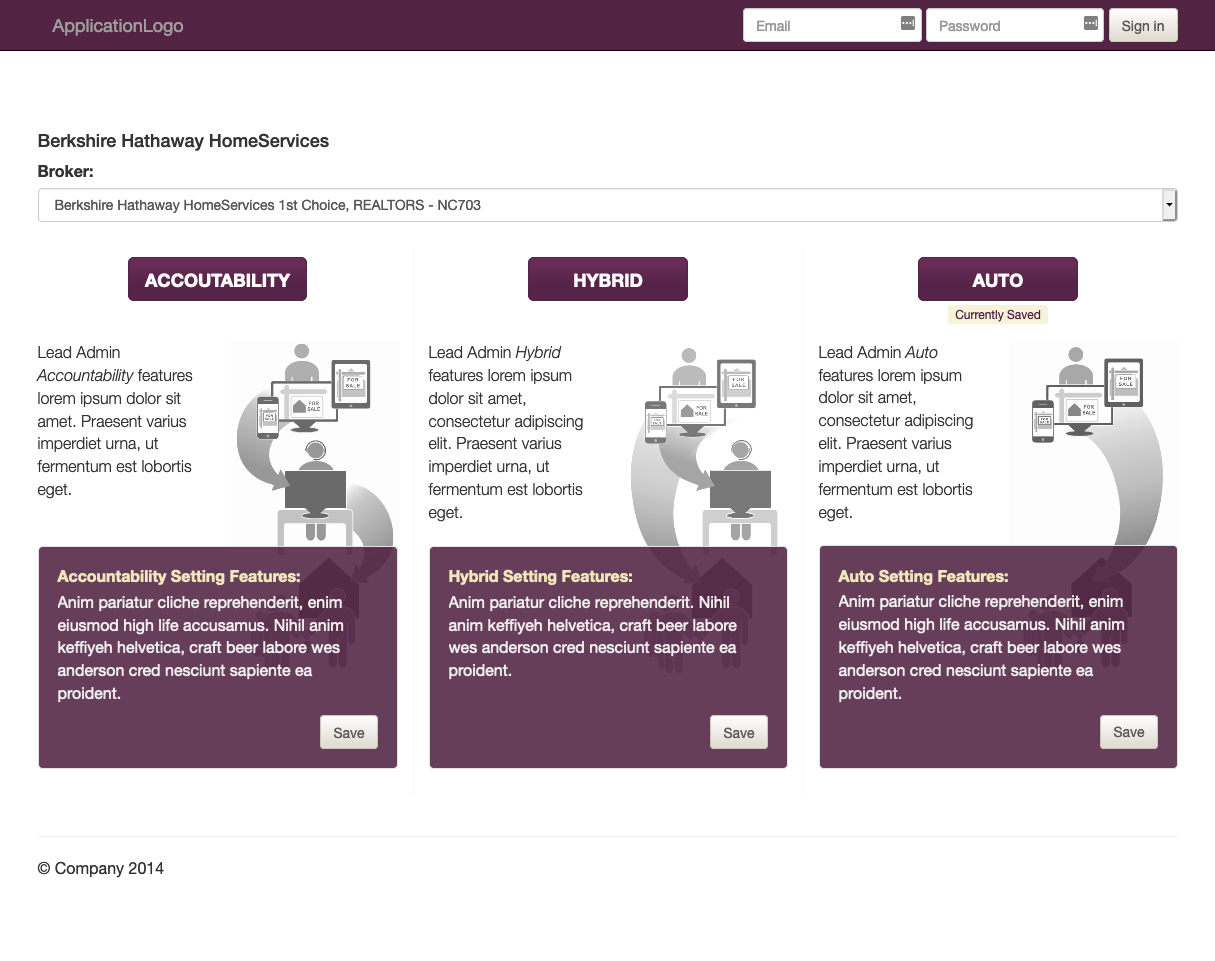 ApplicationLogo
Email
Password
Sign in
Berkshire Hathaway HomeServices
Broker:
Berkshire Hathaway HomeServices 1st Choice, REALTORS - NC703
ACCOUTABILITY
Lead Admin
Accountability features
lorem ipsum dolor sit
amet. Praesent varius
imperdiet urna, ut
fermentum est lobortis
eget.
FOR
SALE
FOR
SALE
FOR
SALE
Accountability Setting Features:
Anim pariatur cliche reprehenderit, enim
eiusmod high life accusamus. Nihil anim
keffiyeh helvetica, craft beer labore wes
anderson cred nesciunt sapiente ea
proident.
Save
HYBRID
Lead Admin Hybrid
features lorem ipsum
dolor sit amet,
consectetur adipiscing
elit. Praesent varius
imperdiet urna, ut
fermentum est lobortis
eget.
FOR
SALE
FOR
SALE
FOR
SALE
Hybrid Setting Features:
Anim pariatur cliche reprehenderit. Nihil
anim keffiyeh helvetica, craft beer labore
wes anderson cred nesciunt sapiente ea
proident.
Save
AUTO
Currently Saved
Lead Admin Auto
features lorem ipsum
dolor sit amet,
consectetur adipiscing
elit. Praesent varius
imperdiet urna, ut
fermentum est lobortis
eget.
FOR
SALE
FOR
SALE
FOR
SALE
Auto Setting Features:
Anim pariatur cliche reprehenderit, enim
eiusmod high life accusamus. Nihil anim
keffiyeh helvetica, craft beer labore wes
anderson cred nesciunt sapiente ea
proident.
Save
© Company 2014